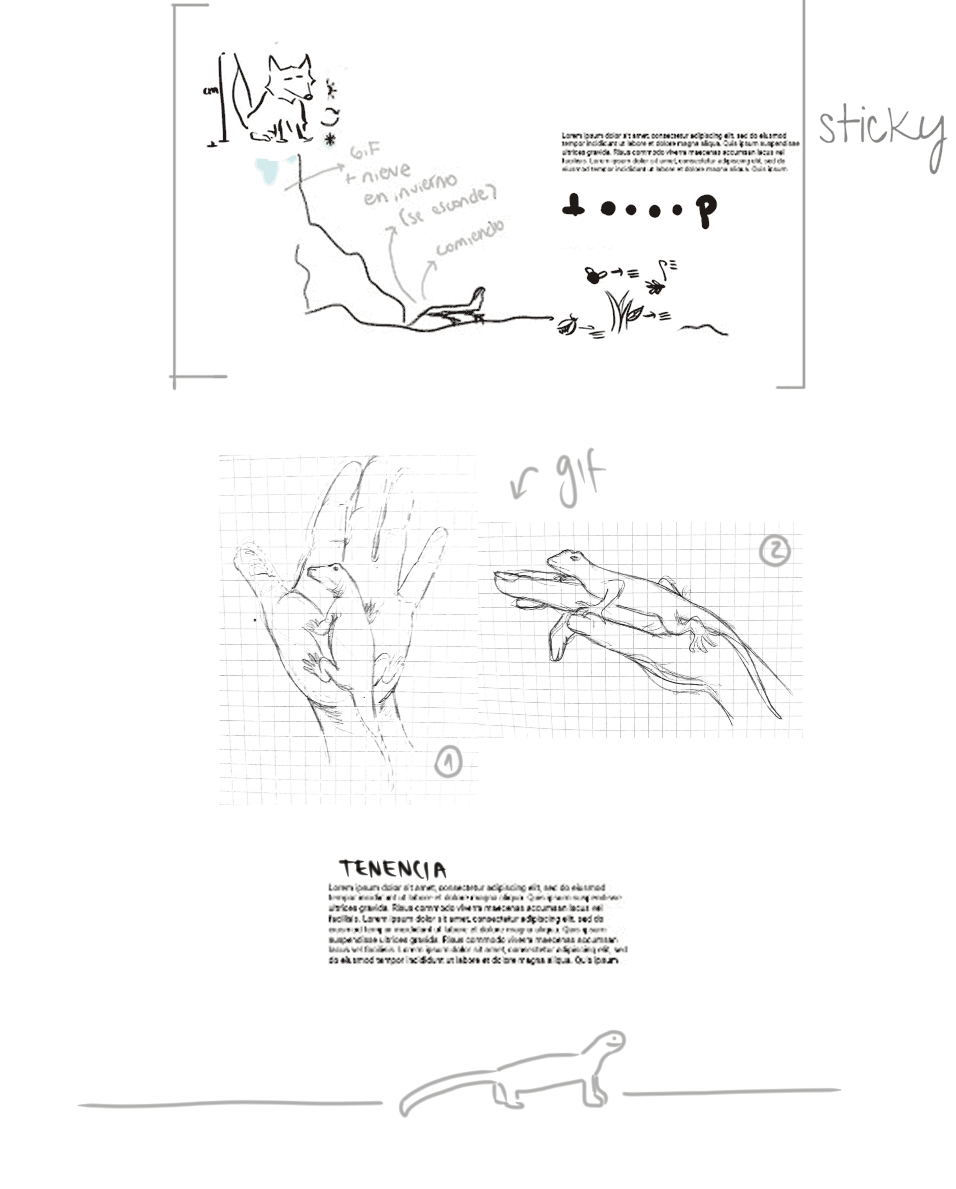 cm
GIF
+ nieve
en invierno
(se esconde)
comiendo
sticky
Lorem ipsum dolor sit amet, consectetur adipiscing elit, sed do eiusmod
tempor incididunt ut labore et dolore magna aliqua. Quis ipsum suspendisse
ultrices gravida. Risus commodo viverra maecenas accumsan lacus vel
facilisis. Lorem ipsum dolor sit amet, consectetur adipiscing elit, sed do
eiusmod tempor incididunt ut labore et dolore magna aliqua. Quis ipsum
P
gif
1
2
TENENCIA
Lorem ipsum dolor sit amet, consectetur adipiscing elit, sed do eiusmod
tempor incididunt ut labore et dolore magna aliqua. Quis ipsum suspendisse
ultrices gravida. Risus commodo viverra maecenas accumsan lacus vel
facilisis. Lorem ipsum dolor sit amet, consectetur adipiscing elit, sed do
eiusmod tempor incididunt ut labore et dolore magna aliqua. Quis ipsum
suspendisse ultrices gravida. Risus commodo viverra maecenas accumsan
lacus vel facilisis. Lorem ipsum dolor sit amet, consectetur adipiscing elit, sed
do eiusmod tempor incididunt ut labore et dolore magna aliqua. Quis ipsum